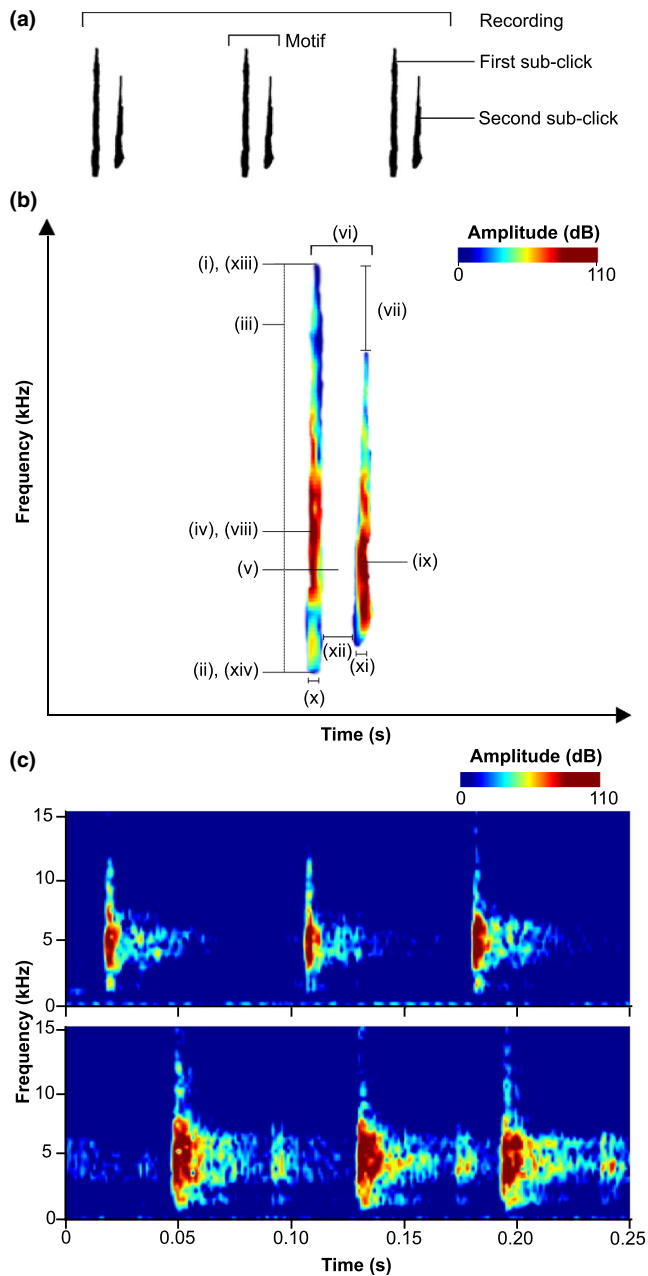 (a)
Recording
Motif
First sub-click
Second sub-click
(b)
(vi)
Amplitude (dB)
0 110
(i), (xiii)
(iii)
(vii)
Frequency (kHz)
(iv), (viii)
(v)
(ix)
(xii)
(xi)
(ii), (xiv)
(x)
Time (s)
(c)
Amplitude (dB)
0 110
15
10
5
0
Frequency (kHz)
15
10
5
0
0 0.05 0.10 0.15 0.20 0.25
Time (s)